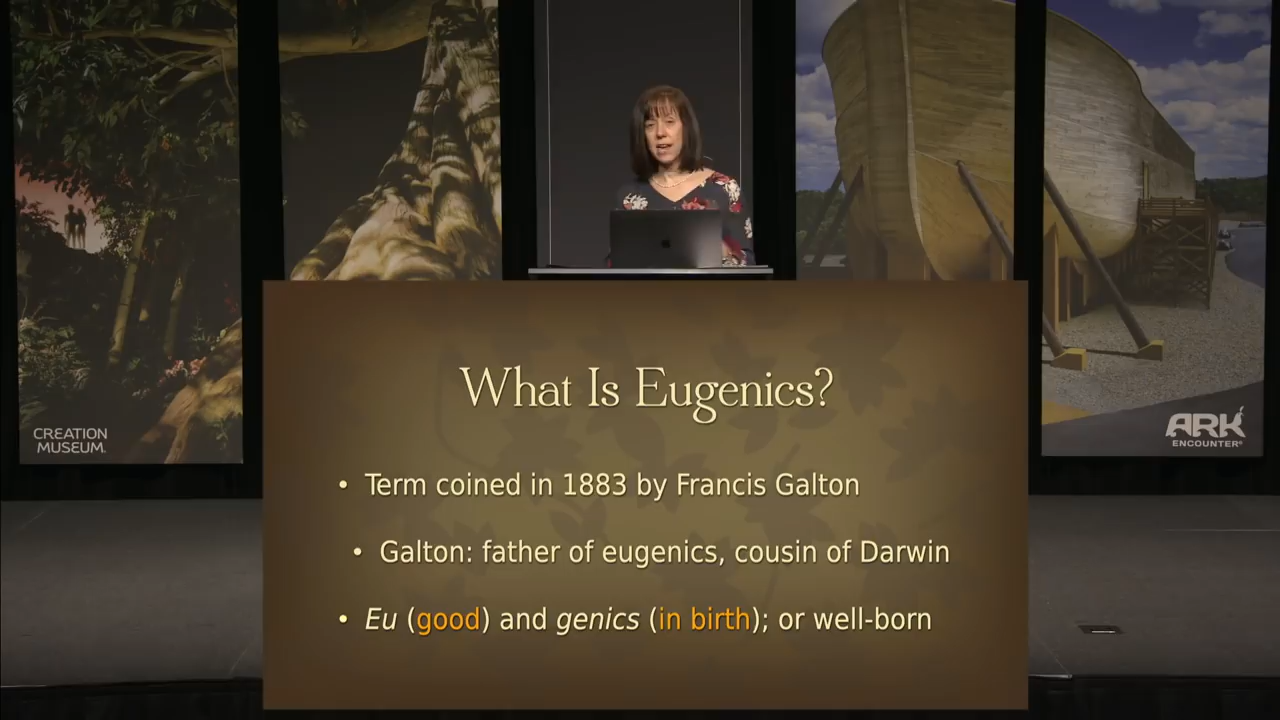 What Is Eugenics?
• Term coined in 1883 by Francis Galton
• Galton: father of eugenics, cousin of Darwin
• Eu (good) and genics (in birth); or well-born
CREATION
MUSEUM.
ARK
ENCOUNTER®